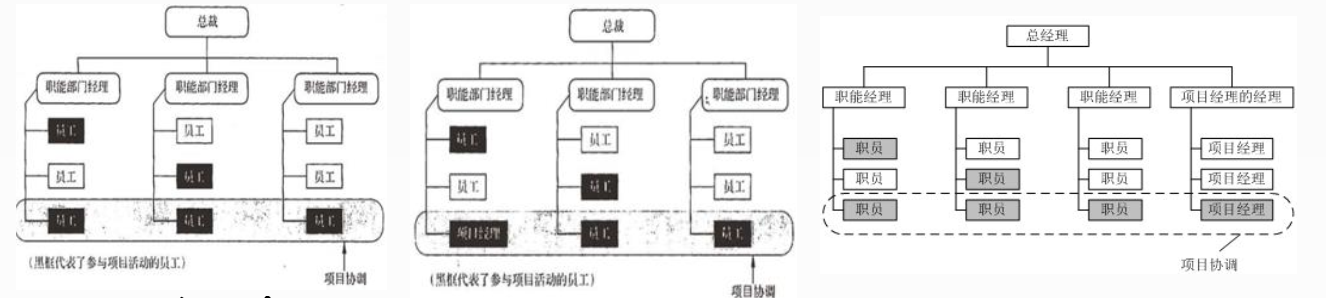 总裁
职能部门经理 职能部门经理 职能部门经理
员工 员工 员工
员工 员工 员工
员工 员工 员工
(黑框代表了参与项目活动的员工)
项目协调
总裁
职能部门经理 职能部门经理 职能部门经理
员工 员工 员工
员工 员工 员工
项目经理 员工 员工
(黑框代表了参与项目活动的员工)
项目协调
总经理
职能经理 职能经理 职能经理 项目经理的经理
职员 职员 职员 项目经理
职员 职员 职员 项目经理
职员 职员 职员 项目经理
项目协调